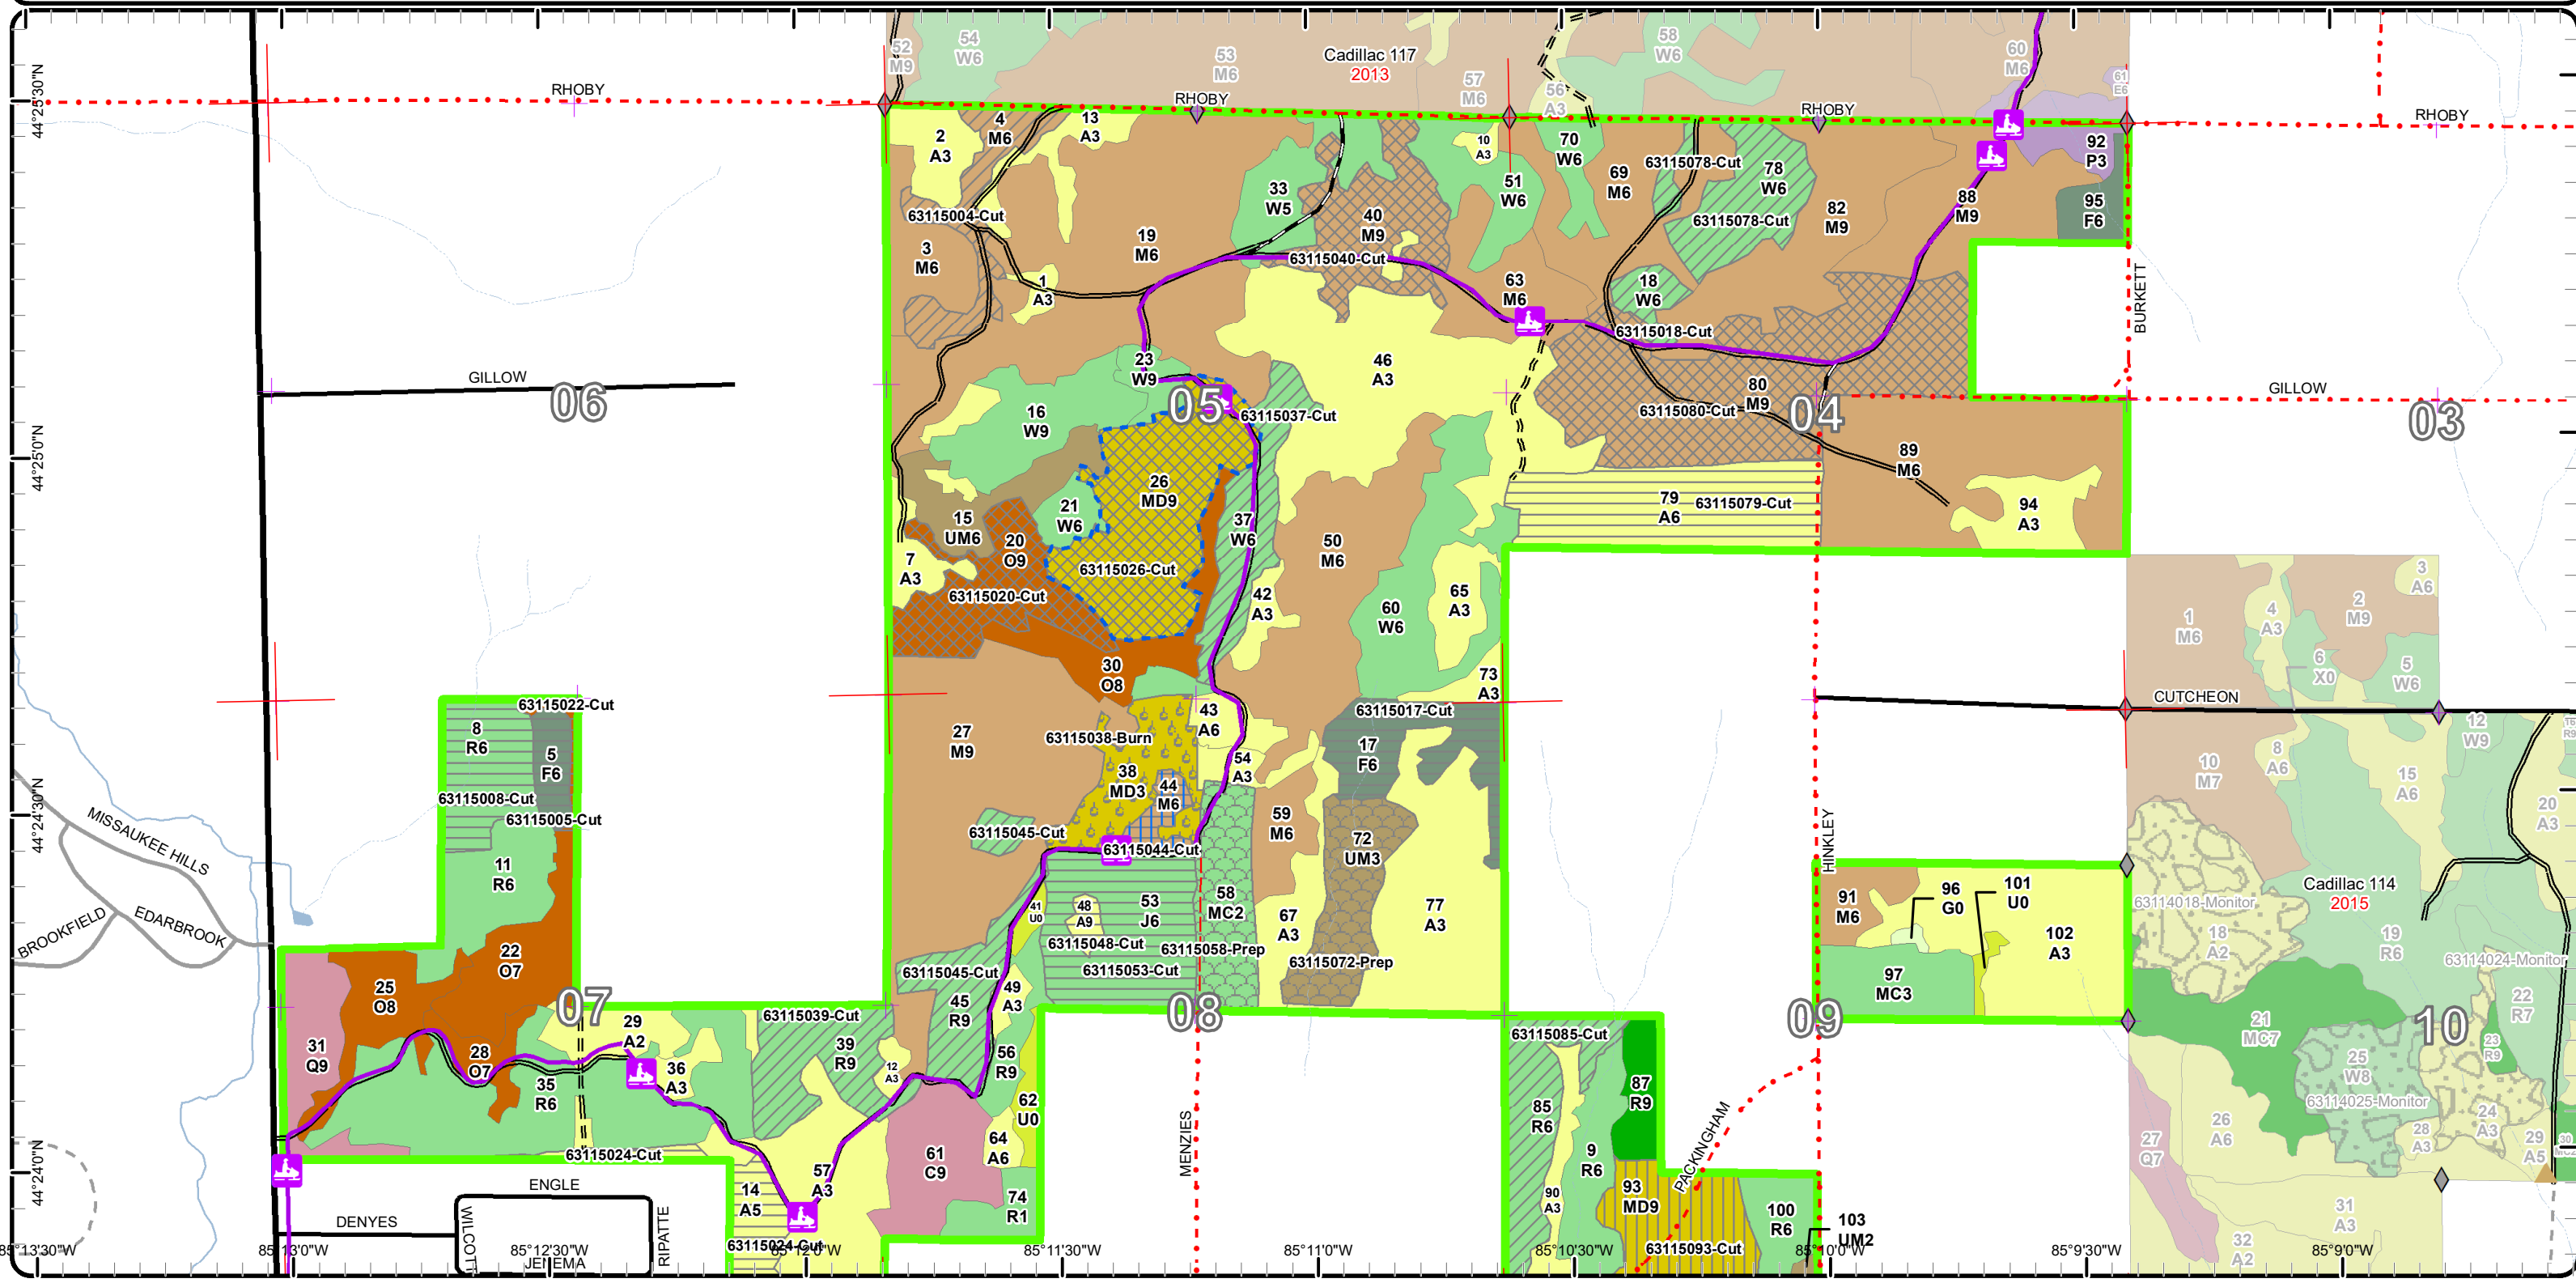 52
M9
54
W6
53
M6
Cadillac 117
2013
57
M6
56
A3
58
W6
60
M6
61
E6
44°25'30"N
RHOBY
RHOBY
RHOBY
RHOBY
2
A3
4
M6
13
A3
10
A3
70
W6
63115078-Cut
78
W6
92
P3
33
W5
51
W6
69
M6
88
M9
95
F6
63115004-Cut
40
M9
63115078-Cut
82
M9
3
M6
19
M6
63115040-Cut
1
A3
63
M6
18
W6
BURKETT
63115018-Cut
23
W9
46
A3
GILLOW
06
05
80
M9
GILLOW
16
W9
63115037-Cut
63115080-Cut
04
03
44°25'0"N
89
M6
26
MD9
15
UM6
21
W6
37
W6
79
A6
63115079-Cut
94
A3
20
O9
50
M6
7
A3
63115026-Cut
63115020-Cut
42
A3
60
W6
65
A3
1
M6
4
A3
2
M9
3
A6
30
O8
73
A3
6
X0
5
W6
CUTCHEON
63115022-Cut
8
R6
5
F6
27
M9
63115038-Burn
43
A6
63115017-Cut
17
F6
12
W9
R9
38
MD3
54
A3
44
M6
10
M7
8
A6
15
A6
63115008-Cut
63115005-Cut
44°24'30"N
MISSAUKEE HILLS
63115045-Cut
63115044-Cut
59
M6
72
UM3
HINKLEY
20
A3
11
R6
BROOKFIELD
EDARBROOK
41
U0
48
A9
53
J6
58
MC2
67
A3
77
A3
91
M6
96
G0
101
U0
Cadillac 114
2015
63114018-Monitor
18
A2
19
R6
63115048-Cut
63115058-Prep
63115053-Cut
63115072-Prep
102
A3
63114024-Monitor
22
O7
25
O8
63115045-Cut
45
R9
49
A3
97
MC3
22
R7
07
08
09
10
63115039-Cut
29
A2
31
Q9
28
O7
39
R9
12
A3
56
R9
63115085-Cut
21
MC7
23
R9
36
A3
35
R6
25
W8
63114025-Monitor
85
R6
87
R9
PACKINGHAM
62
U0
64
A6
MENZIES
9
R6
26
A6
24
A3
28
A3
29
A5
30
27
Q7
63115024-Cut
61
C9
44°24'0"N
ENGLE
DENYES
WILCOTT
RIPATTE
JENEMA
14
A5
57
A3
74
R1
90
A3
93
MD9
100
R6
103
UM2
31
A3
32
A2
63115024-Cut
63115093-Cut
85°13'30"W
85°13'0"W
85°12'30"W
85°12'0"W
85°11'30"W
85°11'0"W
85°10'30"W
85°10'0"W
85°9'30"W
85°9'0"W